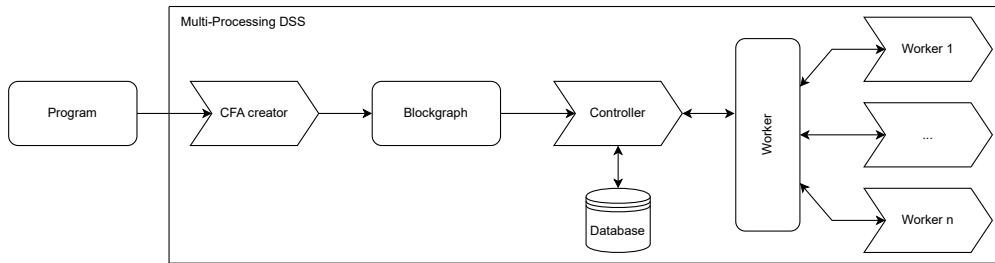 Multi-Processing DSS
Program
CFA creator
Blockgraph
Controller
Database
Worker
Worker 1
...
Worker n